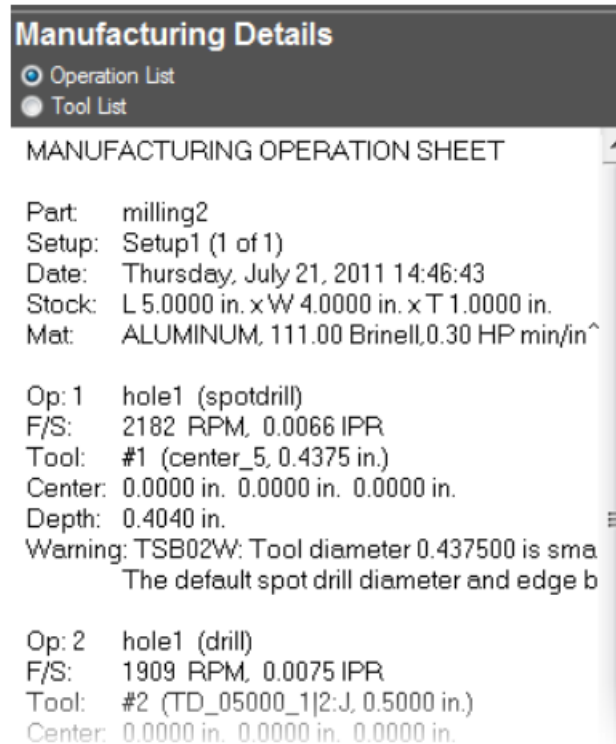 Manufacturing Details
Operation List
Tool List
MANUFACTURING OPERATION SHEET
Part: milling2
Setup: Setup1 (1 of 1)
Date: Thursday, July 21, 2011 14:46:43
Stock: L 5.0000 in. x W 4.0000 in. x T 1.0000 in.
Mat: ALUMINUM, 111.00 Brinell,0.30 HP min/in^
Op: 1 hole1 (spotdrill)
F/S: 2182 RPM, 0.0066 IPR
Tool: #1 (center_5, 0.4375 in.)
Center: 0.0000 in. 0.0000 in. 0.0000 in.
Depth: 0.4040 in.
Warning: TSB02W: Tool diameter 0.437500 is sma
The default spot drill diameter and edge b
Op: 2 hole1 (drill)
F/S: 1909 RPM, 0.0075 IPR
Tool: #2 (TD_05000_1|2:J, 0.5000 in.)
Center: 0.0000 in. 0.0000 in. 0.0000 in.